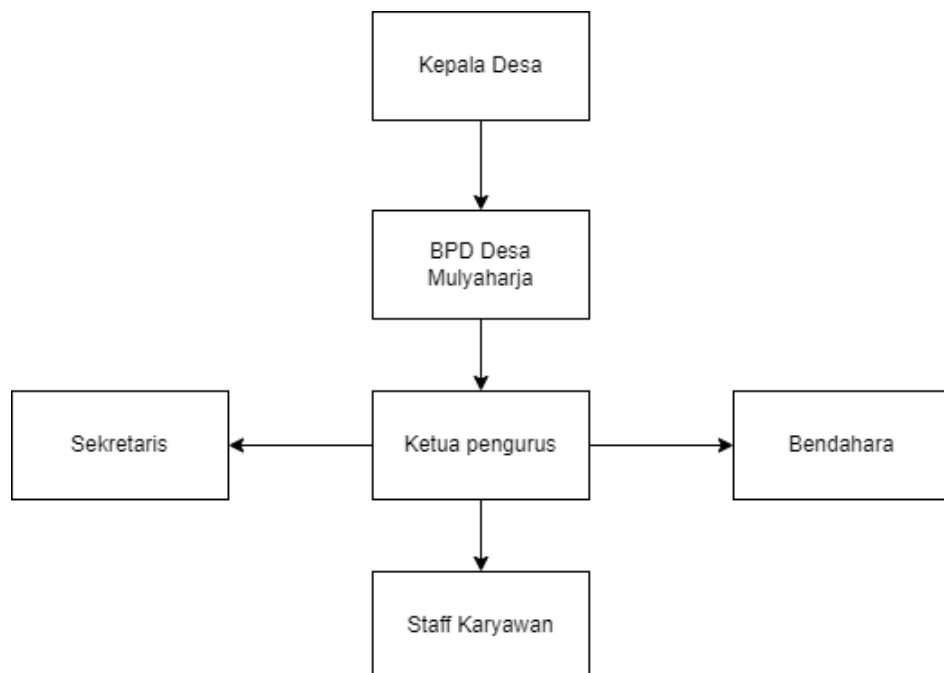 Kepala Desa
BPD Desa
Mulyaharja
Sekretaris
Ketua pengurus
Bendahara
Staff Karyawan